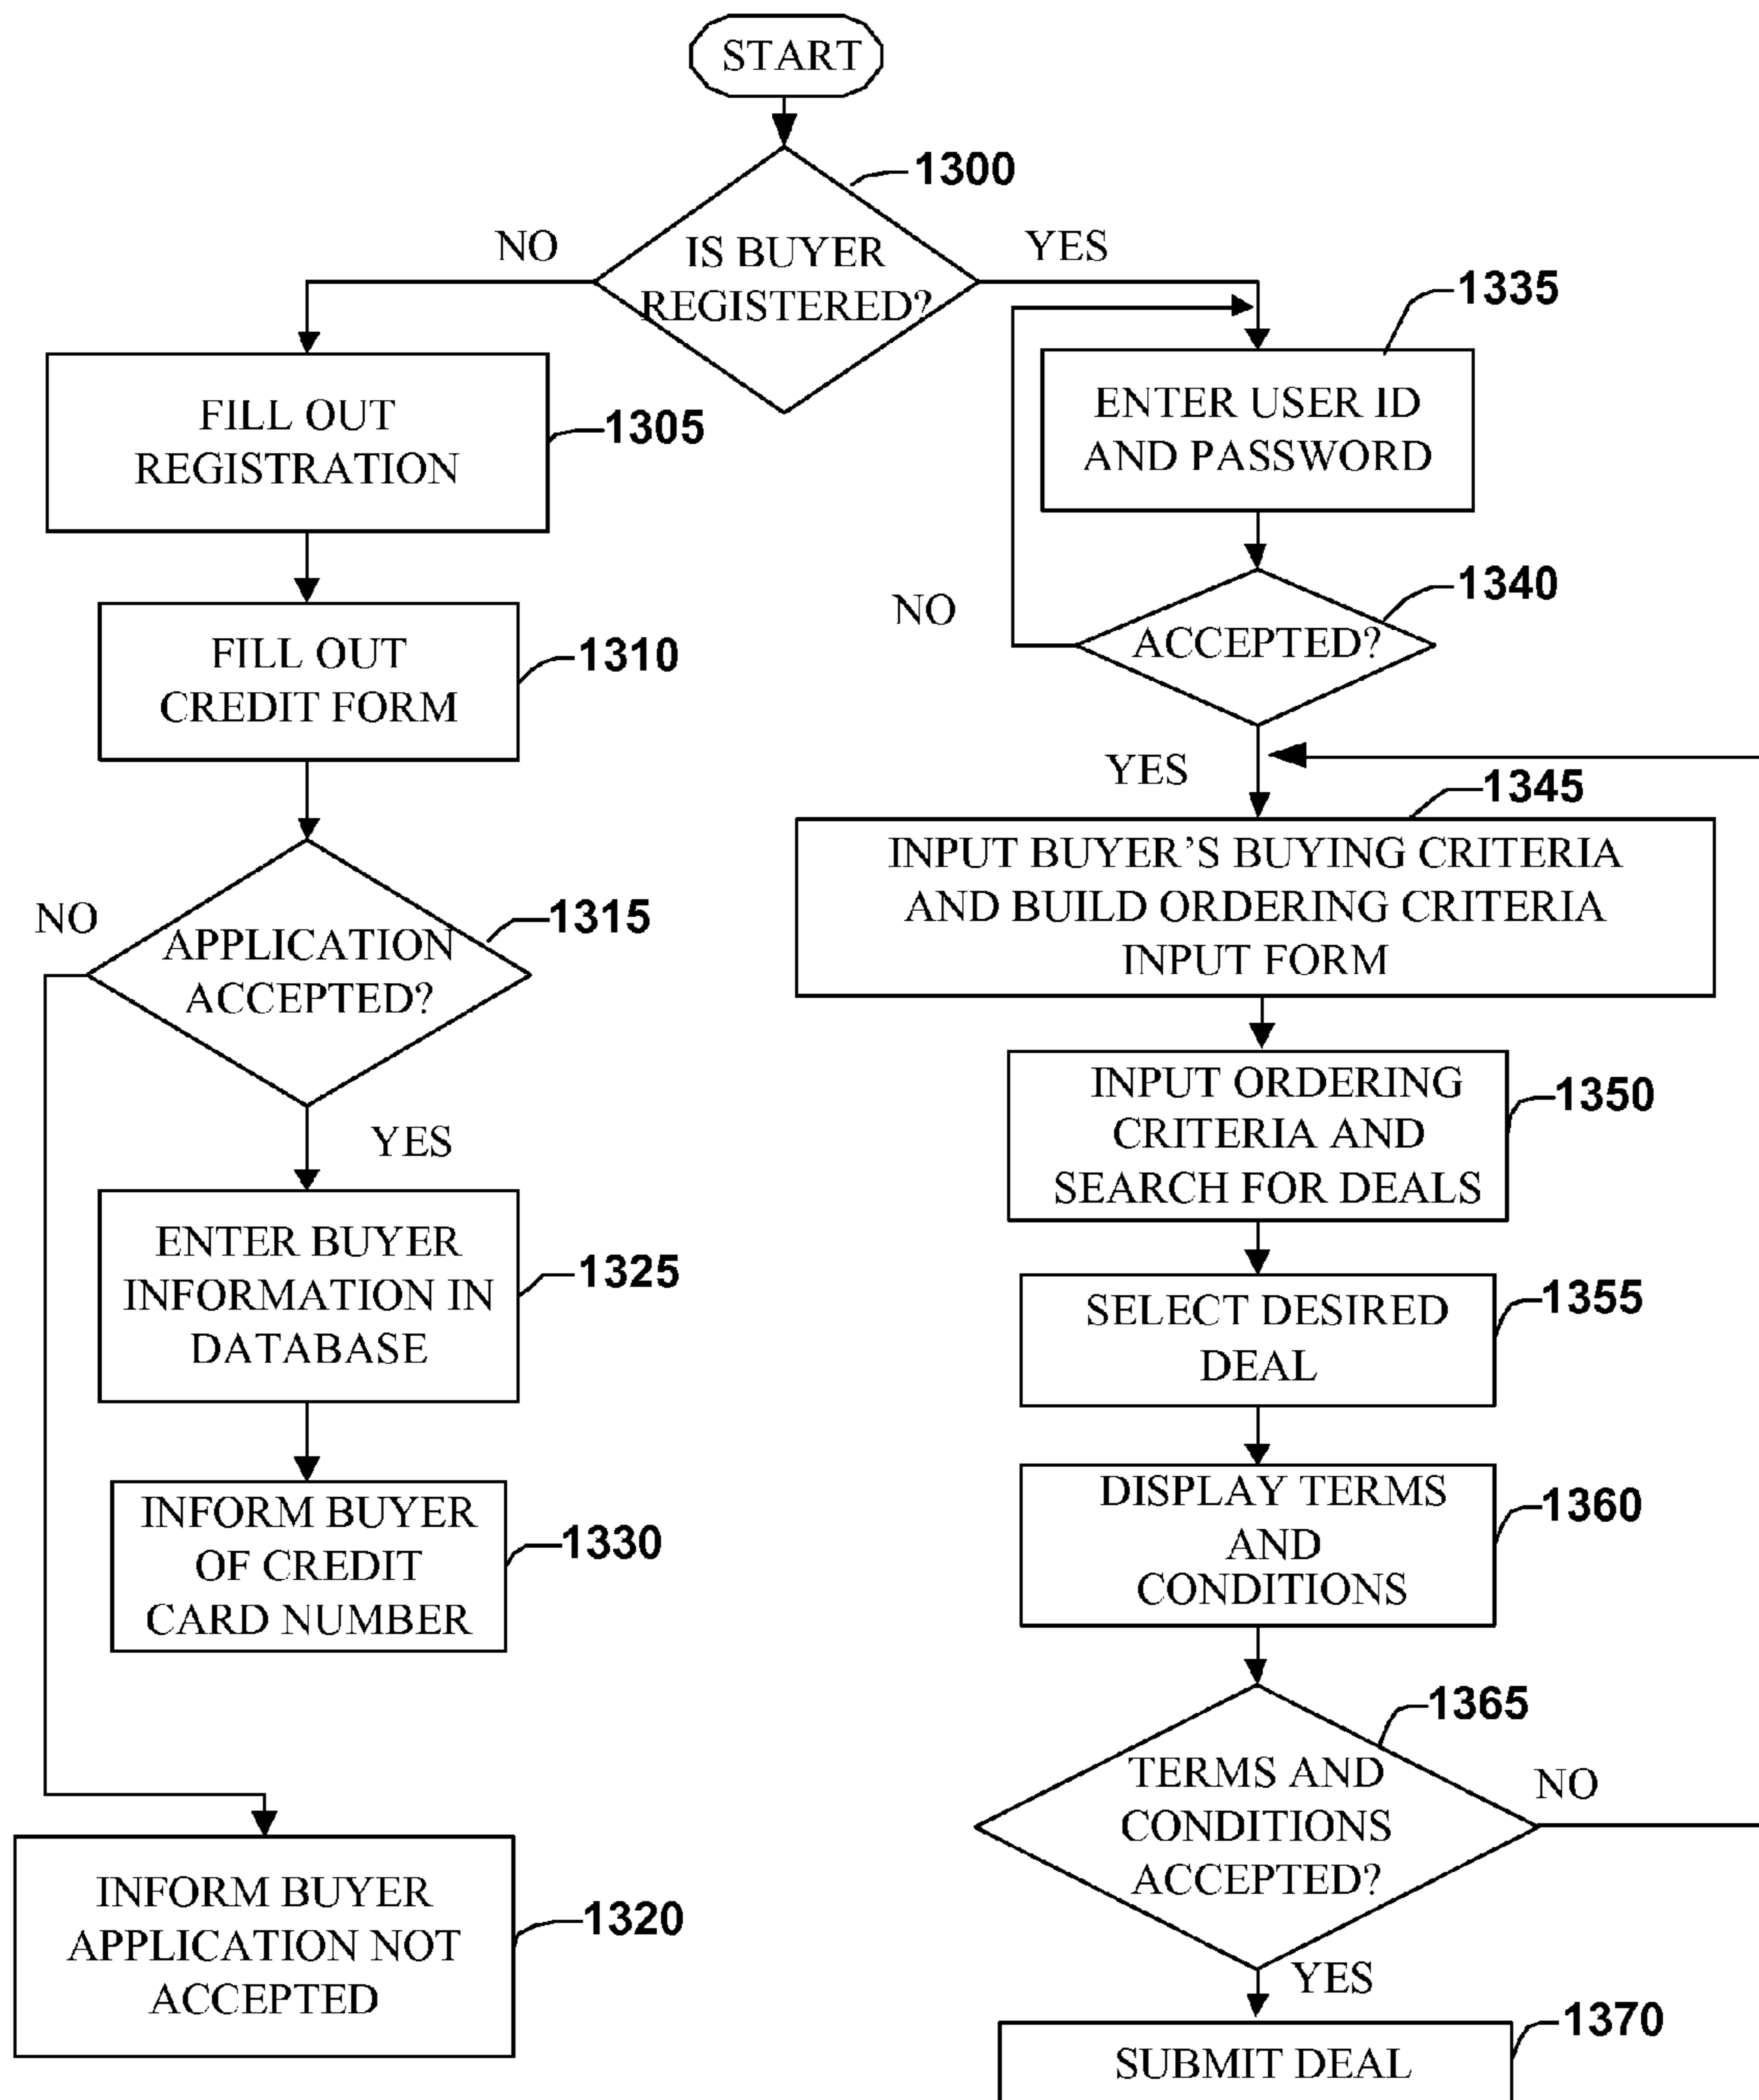 START
1300
IS BUYER
REGISTERED?
NO
YES
FILL OUT
REGISTRATION
1305
FILL OUT
CREDIT FORM
1310
APPLICATION
ACCEPTED?
1315
NO
YES
ENTER BUYER
INFORMATION IN
DATABASE
1325
INFORM BUYER
OF CREDIT
CARD NUMBER
1330
INFORM BUYER
APPLICATION NOT
ACCEPTED
1320
1335
ENTER USER ID
AND PASSWORD
1340
ACCEPTED?
NO
YES
1345
INPUT BUYER’S BUYING CRITERIA
AND BUILD ORDERING CRITERIA
INPUT FORM
INPUT ORDERING
CRITERIA AND
SEARCH FOR DEALS
1350
SELECT DESIRED
DEAL
1355
DISPLAY TERMS
AND
CONDITIONS
1360
1365
TERMS AND
CONDITIONS
ACCEPTED?
NO
YES
1370
SUBMIT DEAL